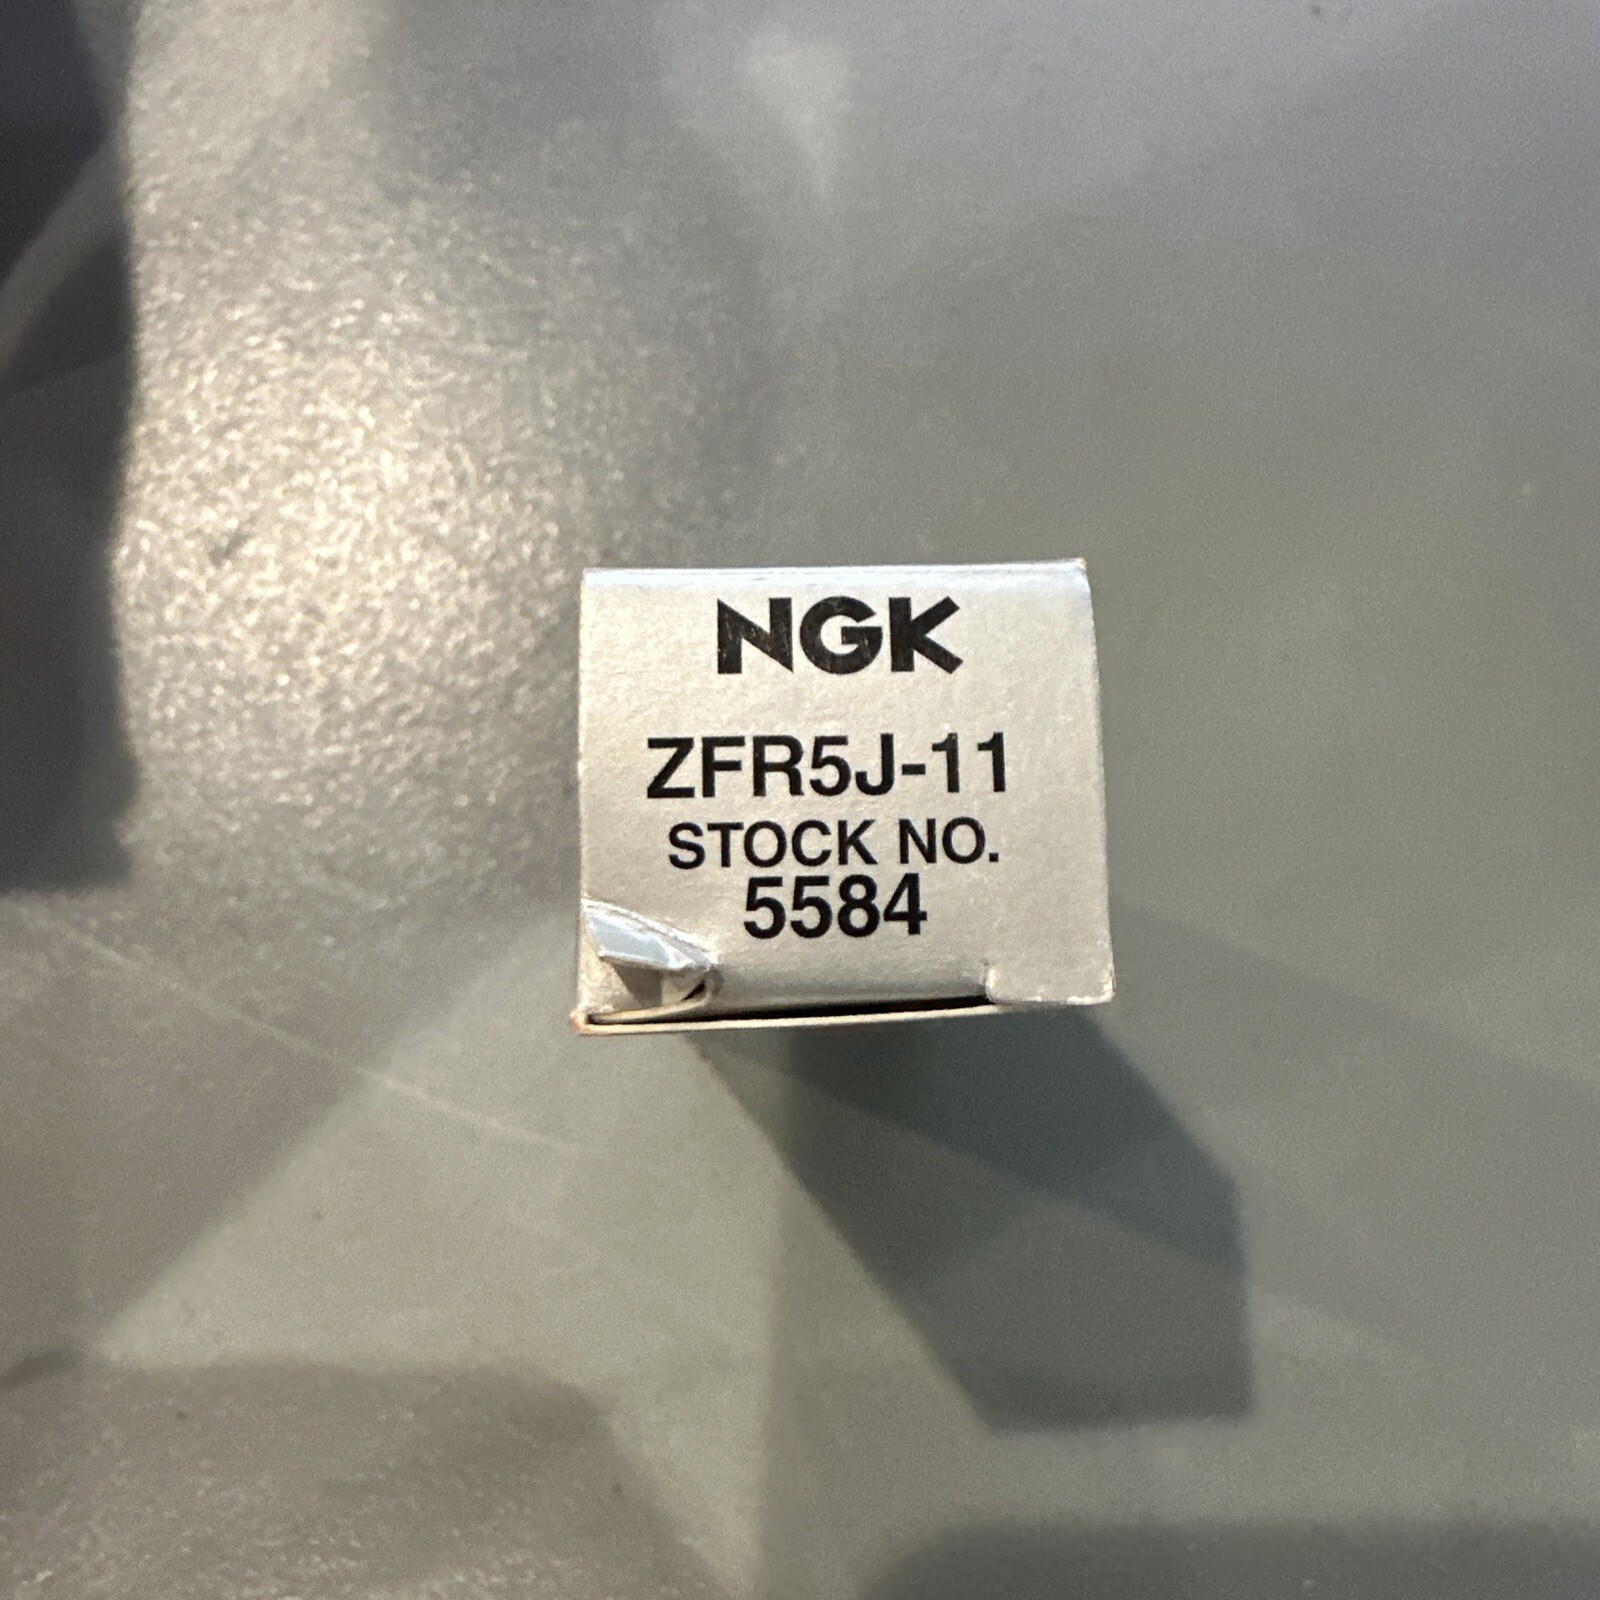 NGK
ZFR5J-11
STOCK NO.
5584